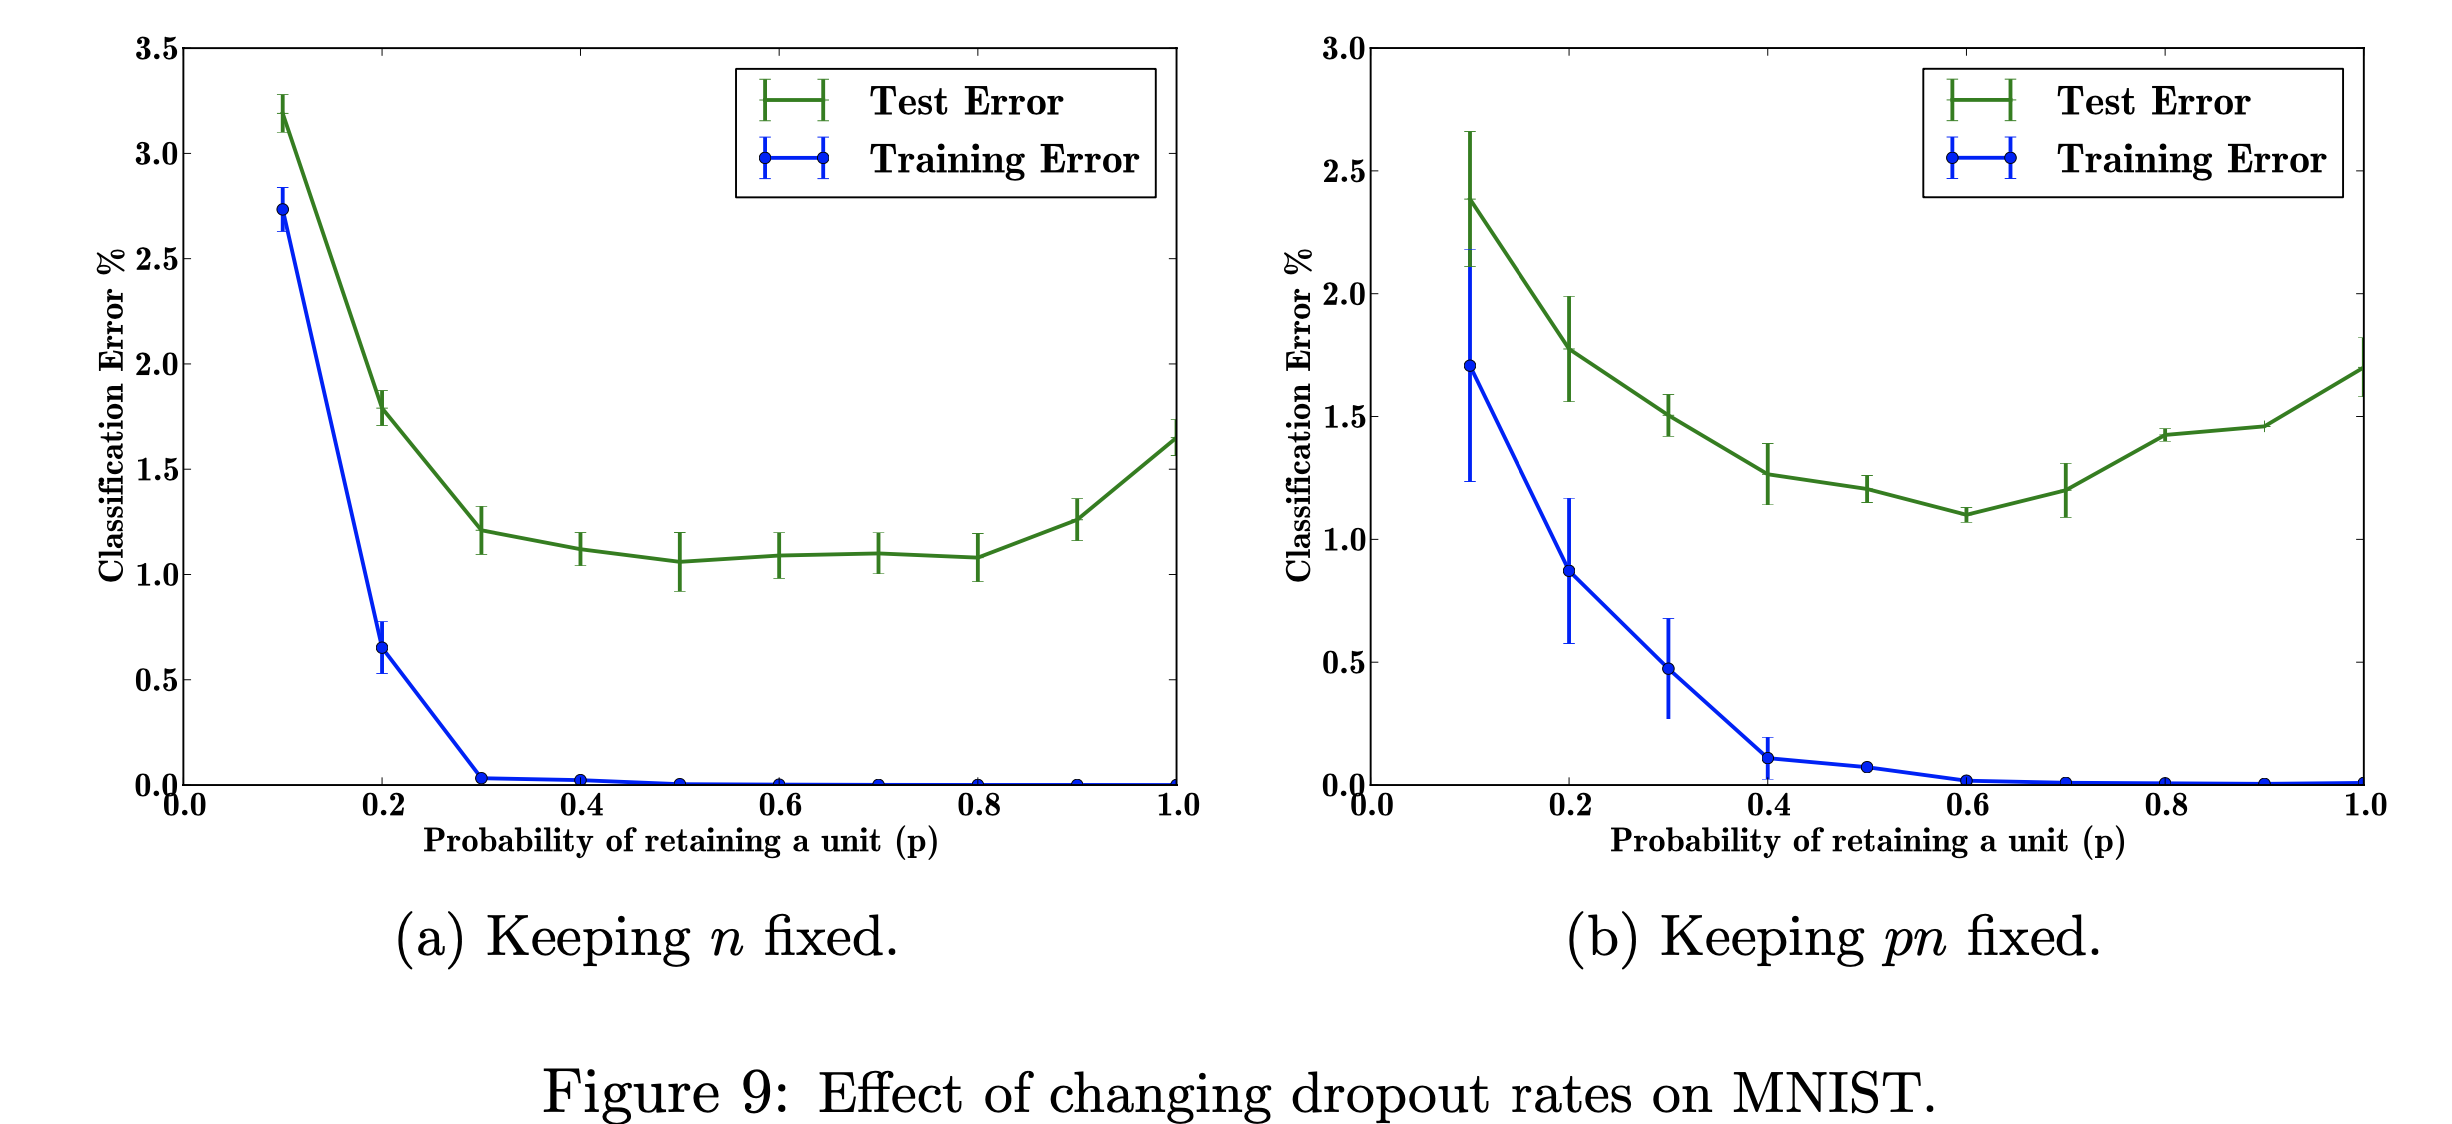 3.5
3.0
2.5
2.0
1.5
1.0
0.5
0.0
Classification Error %
Test Error
Training Error
0.0 0.2 0.4 0.6 0.8 1.0
Probability of retaining a unit (p)
(a) Keeping n fixed.
3.0
2.5
2.0
1.5
1.0
0.5
0.0
Classification Error %
Test Error
Training Error
0.0 0.2 0.4 0.6 0.8 1.0
Probability of retaining a unit (p)
(b) Keeping pn fixed.
Figure 9: Effect of changing dropout rates on MNIST.